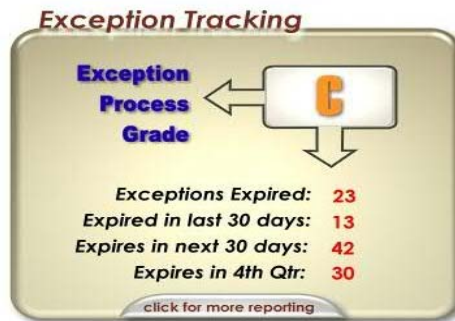 Exception Tracking
Exception
Process
Grade
C
Exceptions Expired: 23
Expired in last 30 days: 13
Expires in next 30 days: 42
Expires in 4th Qtr: 30
click for more reporting